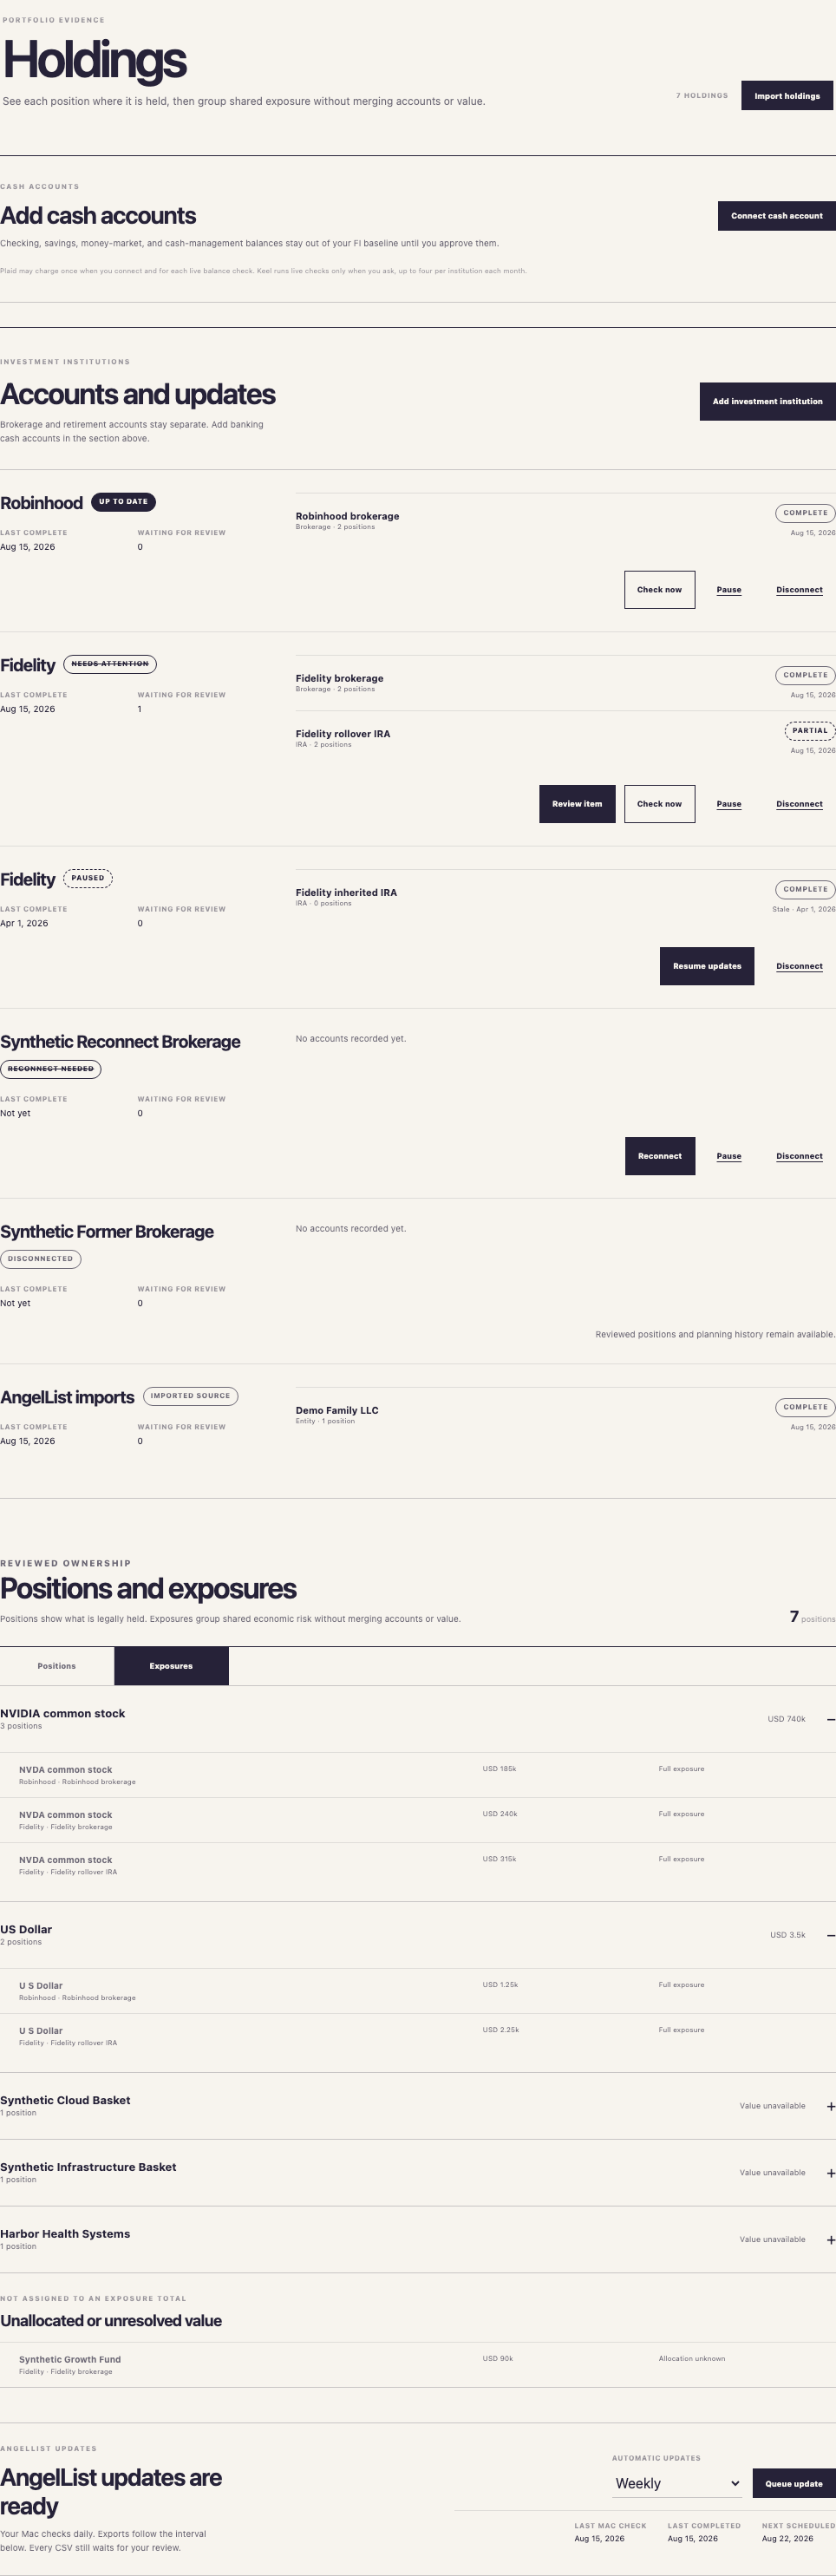 PORTFOLIO EVIDENCE
Holdings
See each position where it is held, then group shared exposure without merging accounts or value.
7 HOLDINGS
Import holdings
CASH ACCOUNTS
Add cash accounts
Connect cash account
Checking, savings, money-market, and cash-management balances stay out of your FI baseline until you approve them.
Plaid may charge once when you connect and for each live balance check. Keel runs live checks only when you ask, up to four per institution each month.
INVESTMENT INSTITUTIONS
Accounts and updates
Add investment institution
Brokerage and retirement accounts stay separate. Add banking
cash accounts in the section above.
Robinhood UP TO DATE
LAST COMPLETE WAITING FOR REVIEW
Aug 15, 2026 0
Robinhood brokerage
Brokerage · 2 positions
COMPLETE
Aug 15, 2026
Check now Pause Disconnect
Fidelity NEEDS ATTENTION
LAST COMPLETE WAITING FOR REVIEW
Aug 15, 2026 1
Fidelity brokerage
Brokerage · 2 positions
COMPLETE
Aug 15, 2026
Fidelity rollover IRA
IRA · 2 positions
PARTIAL
Aug 15, 2026
Review item Check now Pause Disconnect
Fidelity PAUSED
LAST COMPLETE WAITING FOR REVIEW
Apr 1, 2026 0
Fidelity inherited IRA
IRA · 0 positions
COMPLETE
Stale · Apr 1, 2026
Resume updates Disconnect
Synthetic Reconnect Brokerage
RECONNECT NEEDED
LAST COMPLETE WAITING FOR REVIEW
Not yet 0
No accounts recorded yet.
Reconnect Pause Disconnect
Synthetic Former Brokerage
DISCONNECTED
LAST COMPLETE WAITING FOR REVIEW
Not yet 0
No accounts recorded yet.
Reviewed positions and planning history remain available.
AngelList imports IMPORTED SOURCE
LAST COMPLETE WAITING FOR REVIEW
Aug 15, 2026 0
Demo Family LLC
Entity · 1 position
COMPLETE
Aug 15, 2026
REVIEWED OWNERSHIP
Positions and exposures
Positions show what is legally held. Exposures group shared economic risk without merging accounts or value.
7 positions
Positions Exposures
NVIDIA common stock
3 positions
USD 740k −
NVDA common stock USD 185k Full exposure
Robinhood · Robinhood brokerage
NVDA common stock USD 240k Full exposure
Fidelity · Fidelity brokerage
NVDA common stock USD 315k Full exposure
Fidelity · Fidelity rollover IRA
US Dollar
2 positions
USD 3.5k −
U S Dollar USD 1.25k Full exposure
Robinhood · Robinhood brokerage
U S Dollar USD 2.25k Full exposure
Fidelity · Fidelity rollover IRA
Synthetic Cloud Basket
1 position
Value unavailable +
Synthetic Infrastructure Basket
1 position
Value unavailable +
Harbor Health Systems
1 position
Value unavailable +
NOT ASSIGNED TO AN EXPOSURE TOTAL
Unallocated or unresolved value
Synthetic Growth Fund USD 90k Allocation unknown
Fidelity · Fidelity brokerage
ANGELLIST UPDATES
AngelList updates are
ready
Your Mac checks daily. Exports follow the interval
below. Every CSV still waits for your review.
AUTOMATIC UPDATES
Weekly
Queue update
LAST MAC CHECK LAST COMPLETED NEXT SCHEDULED
Aug 15, 2026 Aug 15, 2026 Aug 22, 2026